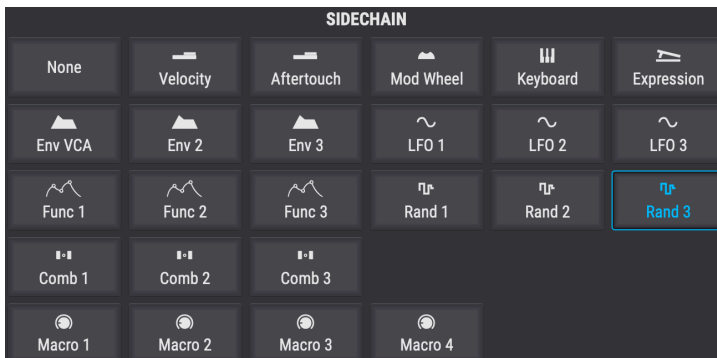 SIDECHAIN
None Velocity Aftertouch Mod Wheel Keyboard Expression
Env VCA Env 2 Env 3 LFO 1 LFO 2 LFO 3
Func 1 Func 2 Func 3 Rand 1 Rand 2 Rand 3
Comb 1 Comb 2 Comb 3
Macro 1 Macro 2 Macro 3 Macro 4